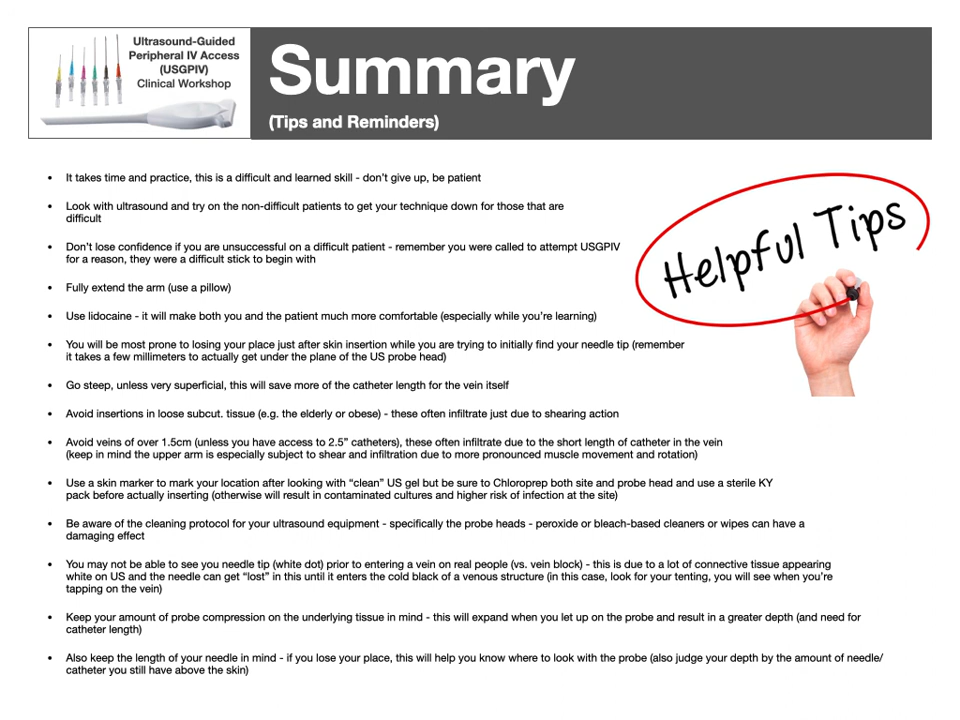 Ultrasound-Guided
Peripheral IV Access
(USGPIV)
Clinical Workshop
Summary
(Tips and Reminders)
• It takes time and practice, this is a difficult and learned skill - don't give up, be patient
• Look with ultrasound and try on the non-difficult patients to get your technique down for those that are
difficult
• Don't lose confidence if you are unsuccessful on a difficult patient - remember you were called to attempt USGPIV
for a reason, they were a difficult stick to begin with
• Fully extend the arm (use a pillow)
• Use lidocaine - it will make both you and the patient much more comfortable (especially while you're learning)
• You will be most prone to losing your place just after skin insertion while you are trying to initially find your needle tip (remember
it takes a few millimeters to actually get under the plane of the US probe head)
• Go steep, unless very superficial, this will save more of the catheter length for the vein itself
• Avoid insertions in loose subcut. tissue (e.g. the elderly or obese) - these often infiltrate just due to shearing action
• Avoid veins of over 1.5cm (unless you have access to 2.5" catheters), these often infiltrate due to the short length of catheter in the vein
(keep in mind the upper arm is especially subject to shear and infiltration due to more pronounced muscle movement and rotation)
• Use a skin marker to mark your location after looking with "clean" US gel but be sure to Chloroprep both site and probe head and use a sterile KY
pack before actually inserting (otherwise will result in contaminated cultures and higher risk of infection at the site)
• Be aware of the cleaning protocol for your ultrasound equipment - specifically the probe heads - peroxide or bleach-based cleaners or wipes can have a
damaging effect
• You may not be able to see you needle tip (white dot) prior to entering a vein on real people (vs. vein block) - this is due to a lot of connective tissue appearing
white on US and the needle can get "lost" in this until it enters the cold black of a venous structure (in this case, look for your tenting, you will see when you're
tapping on the vein)
• Keep your amount of probe compression on the underlying tissue in mind - this will expand when you let up on the probe and result in a greater depth (and need for
catheter length)
• Also keep the length of your needle in mind - if you lose your place, this will help you know where to look with the probe (also judge your depth by the amount of needle/
catheter you still have above the skin)
Helpful Tips